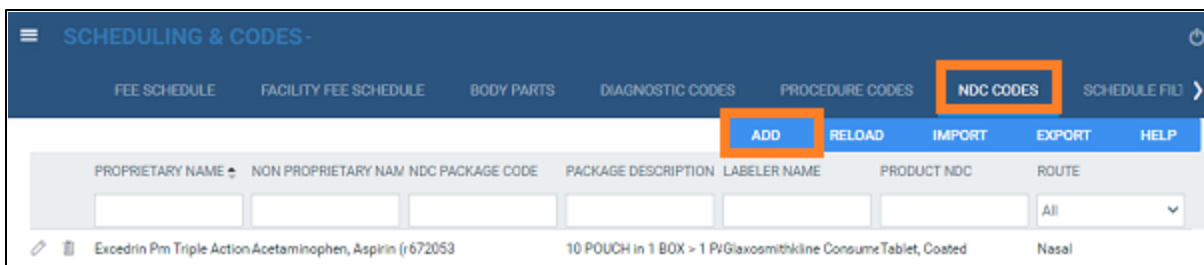 SCHEDULING & CODES-
FEE SCHEDULE FACILITY FEE SCHEDULE BODY PARTS DIAGNOSTIC CODES PROCEDURE CODES NDC CODES SCHEDULE FILT
ADD RELOAD IMPORT EXPORT HELP
PROPRIETARY NAME NON PROPRIETARY NAM NDC PACKAGE CODE PACKAGE DESCRIPTION LABELER NAME PRODUCT NDC ROUTE
All
Excedrin Pm Triple Action Acetaminophen, Aspirin (r 672053 10 POUCH in 1 BOX > 1 P Glaxosmithkline Consume Tablet, Coated Nasal